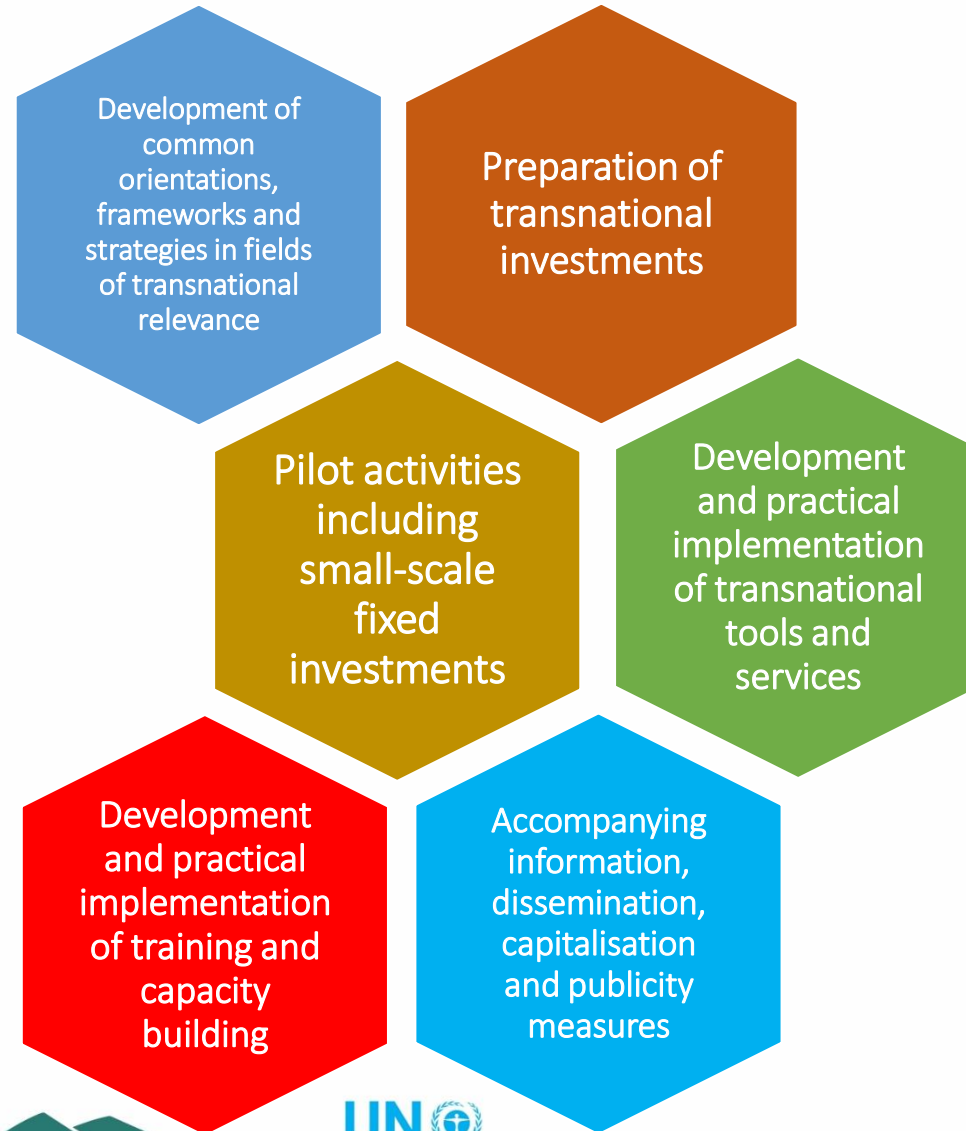 Development of
common
orientations,
frameworks and
strategies in fields
of transnational
relevance
Preparation of
transnational
investments
Pilot activities
including
small-scale
fixed
investments
Development
and practical
implementation
of transnational
tools and
services
Development
and practical
implementation
of training and
capacity
building
Accompanying
information,
dissemination,
capitalisation
and publicity
measures
UN